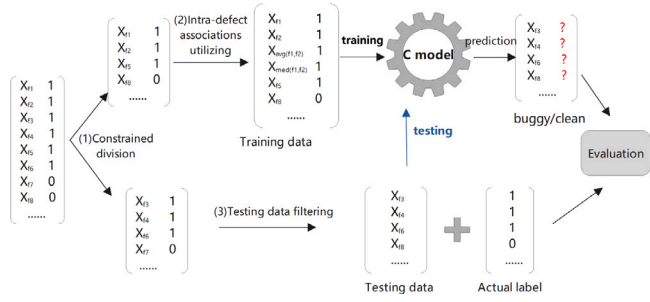 Xf1 1
Xf2 1
Xf3 1
Xf4 1
Xf5 1
Xf6 1
Xf7 0
Xf8 0
......
(1)Constrained
division
Xf1 1
Xf2 1
Xf5 1
Xf8 0
......
(2)Intra-defect
associations
utilizing
Xf1 1
Xf2 1
Xavg(f1,f2) 1
Xmed(f1,f2) 1
Xf5 1
Xf8 0
......
Training data
training
C model
prediction
Xf3 ?
Xf4 ?
Xf6 ?
Xf8 ?
......
buggy/clean
Evaluation
testing
Xf3 1
Xf4 1
Xf6 1
Xf7 0
......
(3)Testing data filtering
Xf3
Xf4
Xf6
Xf8
......
Testing data
1
1
1
0
......
Actual label